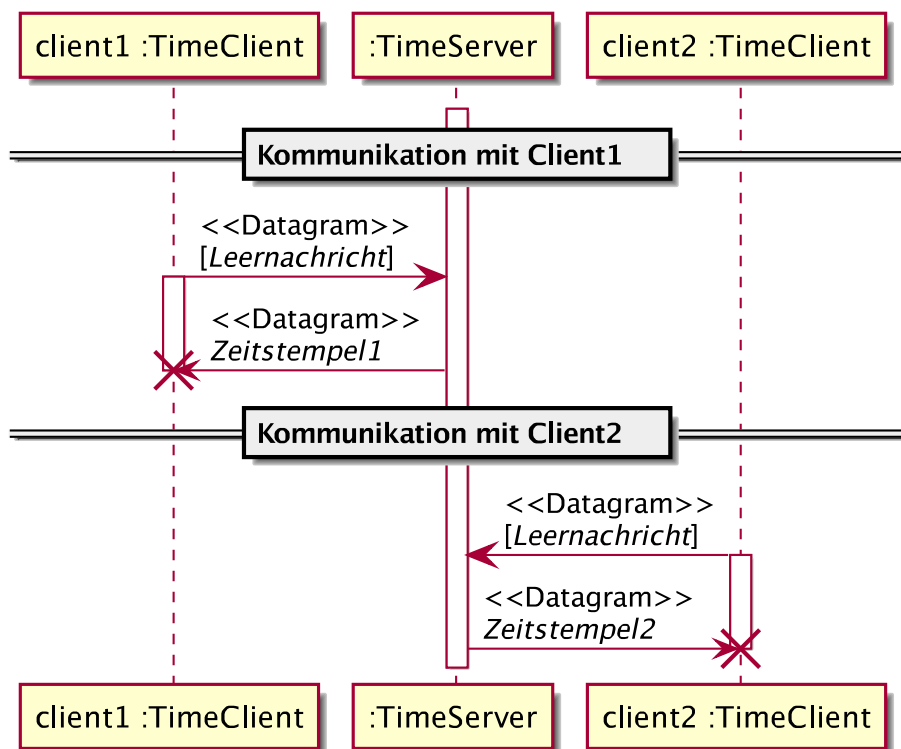 client1 :TimeClient
:TimeServer
client2 :TimeClient
Kommunikation mit Client1
<<Datagram>>
[Leernachricht]
<<Datagram>>
Zeitstempel1
Kommunikation mit Client2
<<Datagram>>
[Leernachricht]
<<Datagram>>
Zeitstempel2
client1 :TimeClient
:TimeServer
client2 :TimeClient